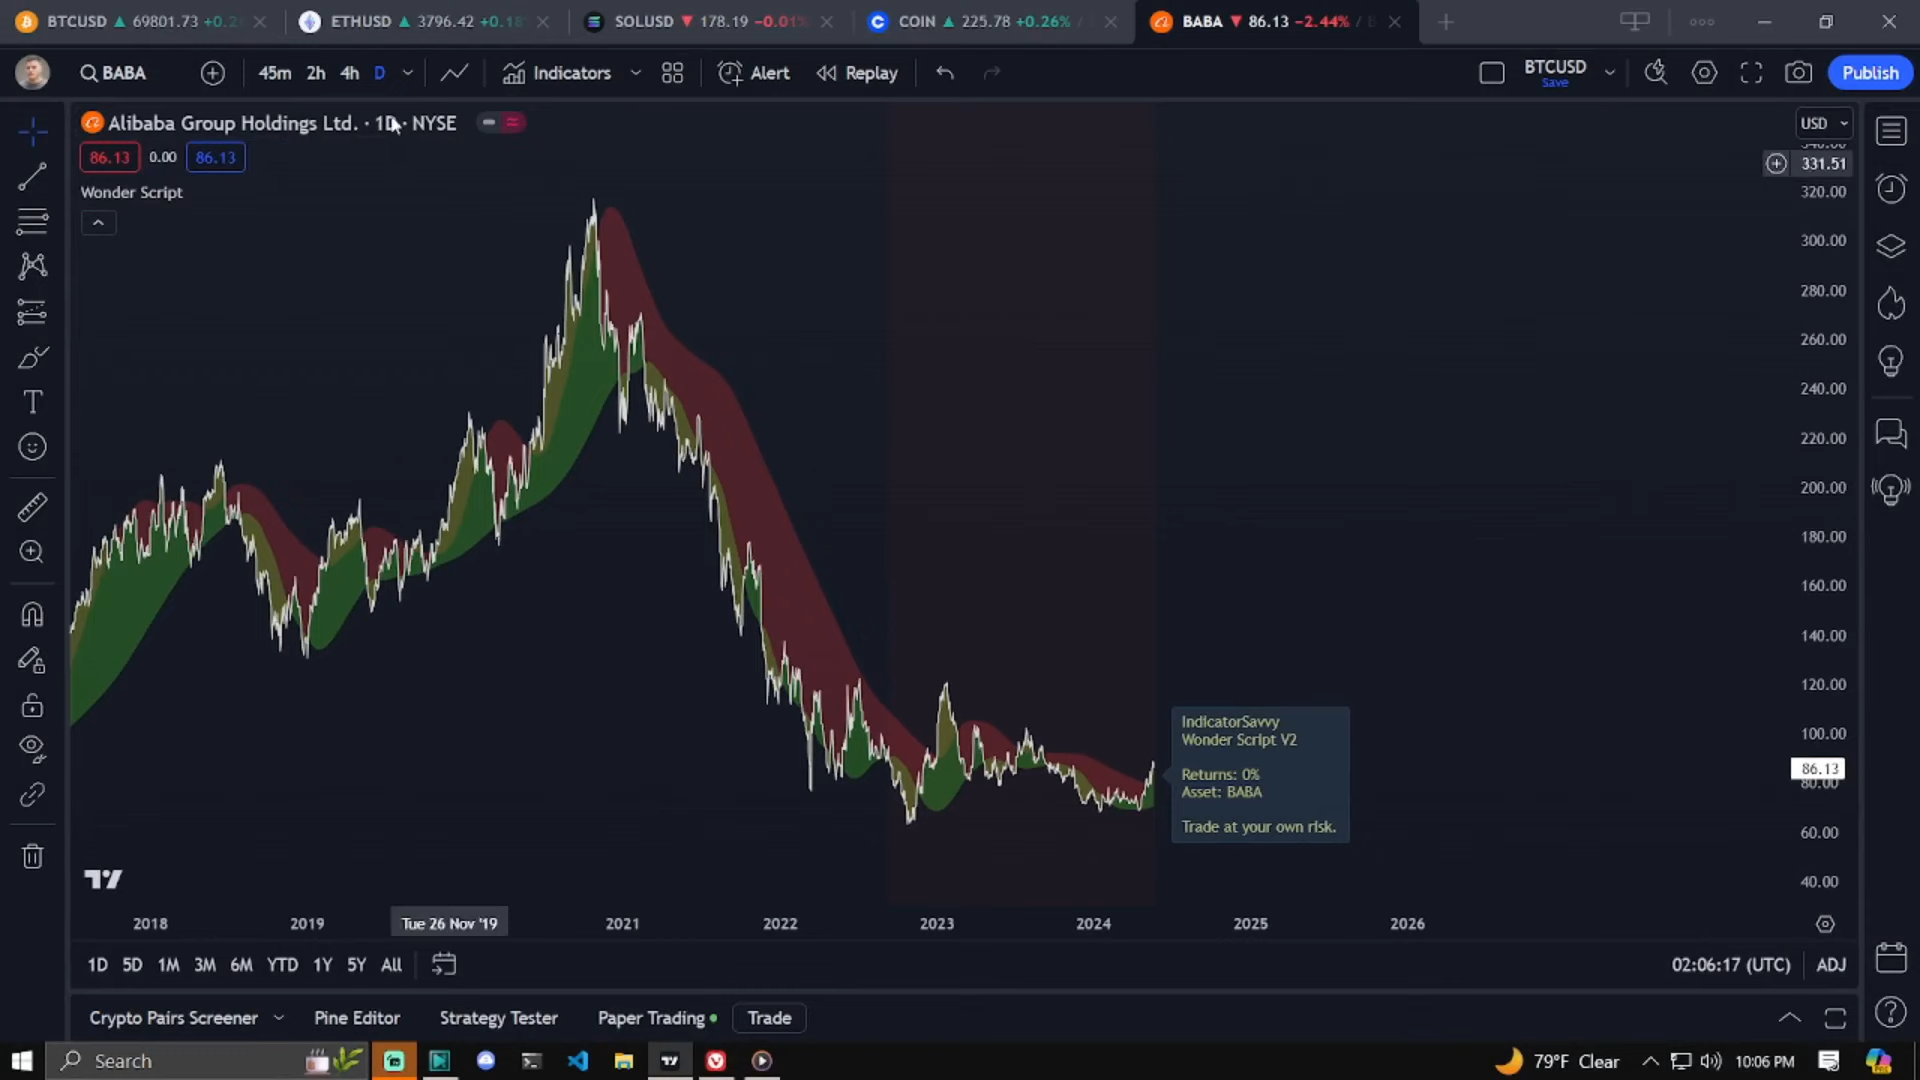 BTCUSD ▲ 69801.73 +0.2
ETHUSD ▲ 3796.42 +0.18
SOLUSD ▼ 178.19 −0.01%
COIN ▲ 225.78 +0.26% /
BABA ▼ 86.13 −2.44% /
BABA
45m 2h 4h D
Indicators
Alert
Replay
BTCUSD
Save
Publish
Alibaba Group Holdings Ltd. · 1D · NYSE
USD
86.13 0.00 86.13
331.51
Wonder Script
320.00
300.00
280.00
260.00
240.00
220.00
200.00
180.00
160.00
140.00
120.00
100.00
86.13
80.00
60.00
40.00
IndicatorSavvy
Wonder Script V2
Returns: 0%
Asset: BABA
Trade at your own risk.
2018 2019 Tue 26 Nov '19 2021 2022 2023 2024 2025 2026
1D 5D 1M 3M 6M YTD 1Y 5Y All
02:06:17 (UTC) ADJ
Crypto Pairs Screener Pine Editor Strategy Tester Paper Trading Trade
Search
79°F Clear
10:06 PM